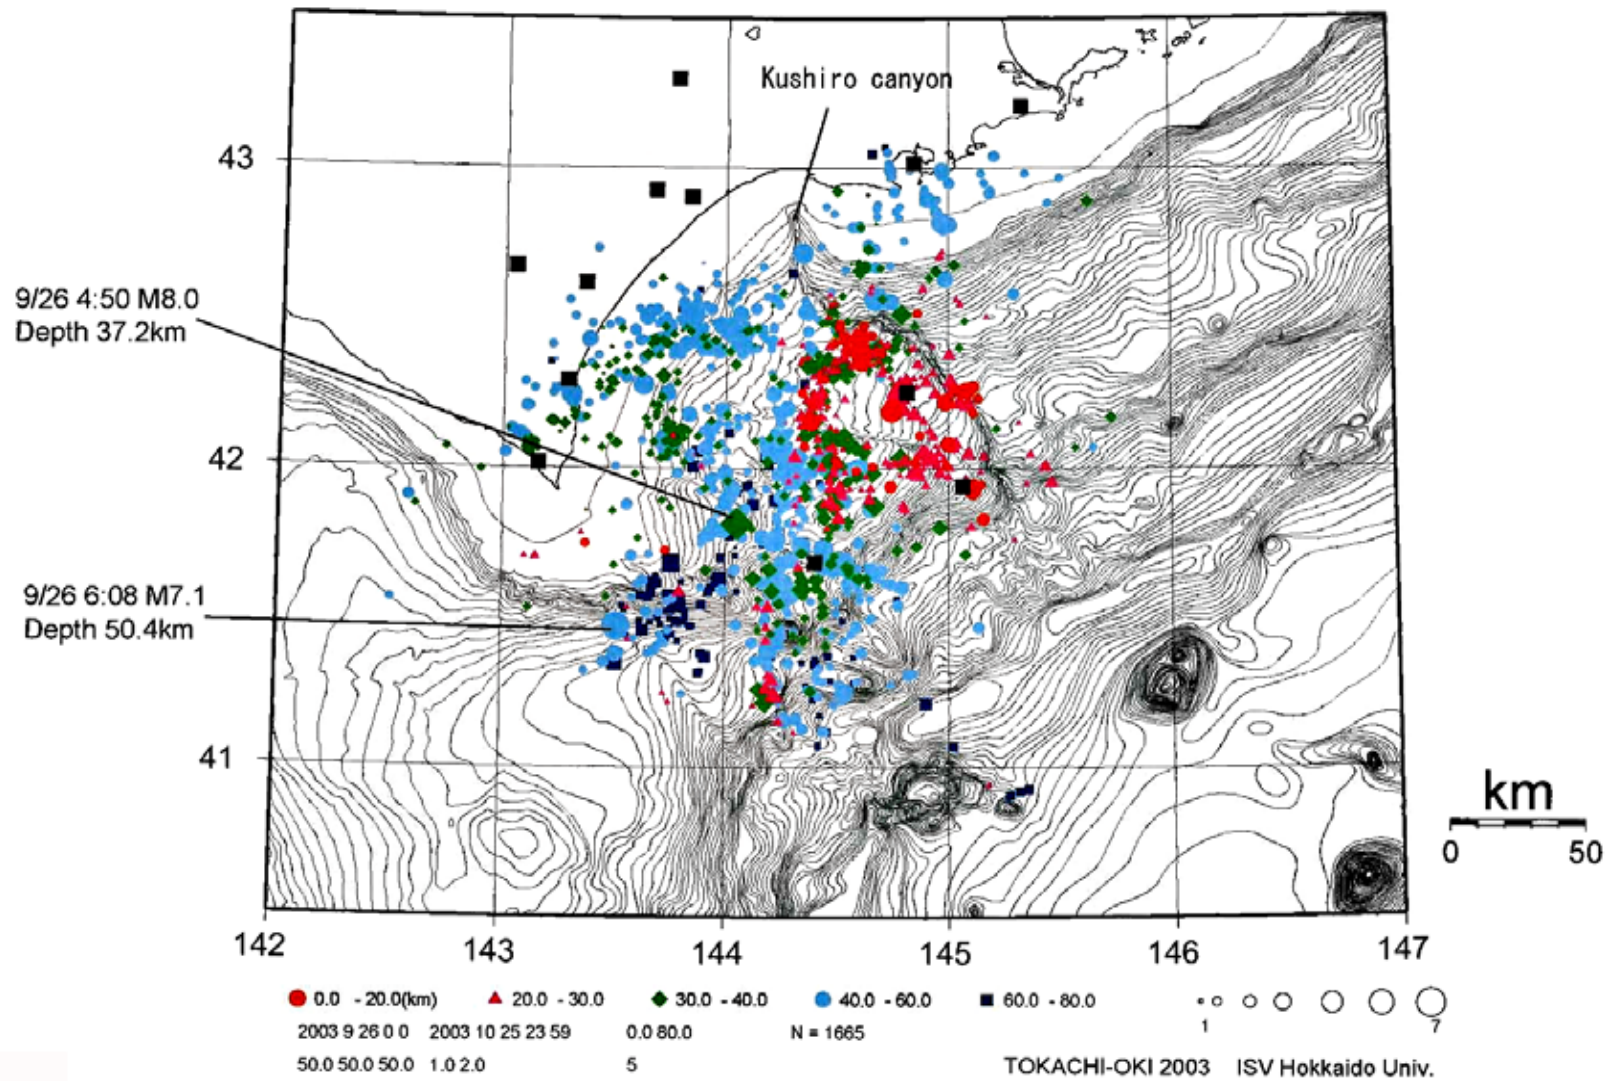 Kushiro canyon
43
9/26 4:50 M8.0
Depth 37.2km
42
9/26 6:08 M7.1
Depth 50.4km
41
km
0 50
142 143 144 145 146 147
0.0 - 20.0(km) 20.0 - 30.0 30.0 - 40.0 40.0 - 60.0 60.0 - 80.0
1 7
2003 9 26 0 0 2003 10 25 23 59 0.0 80.0 N = 1665
50.0 50.0 50.0 1.0 2.0 5 TOKACHI-OKI 2003 ISV Hokkaido Univ.